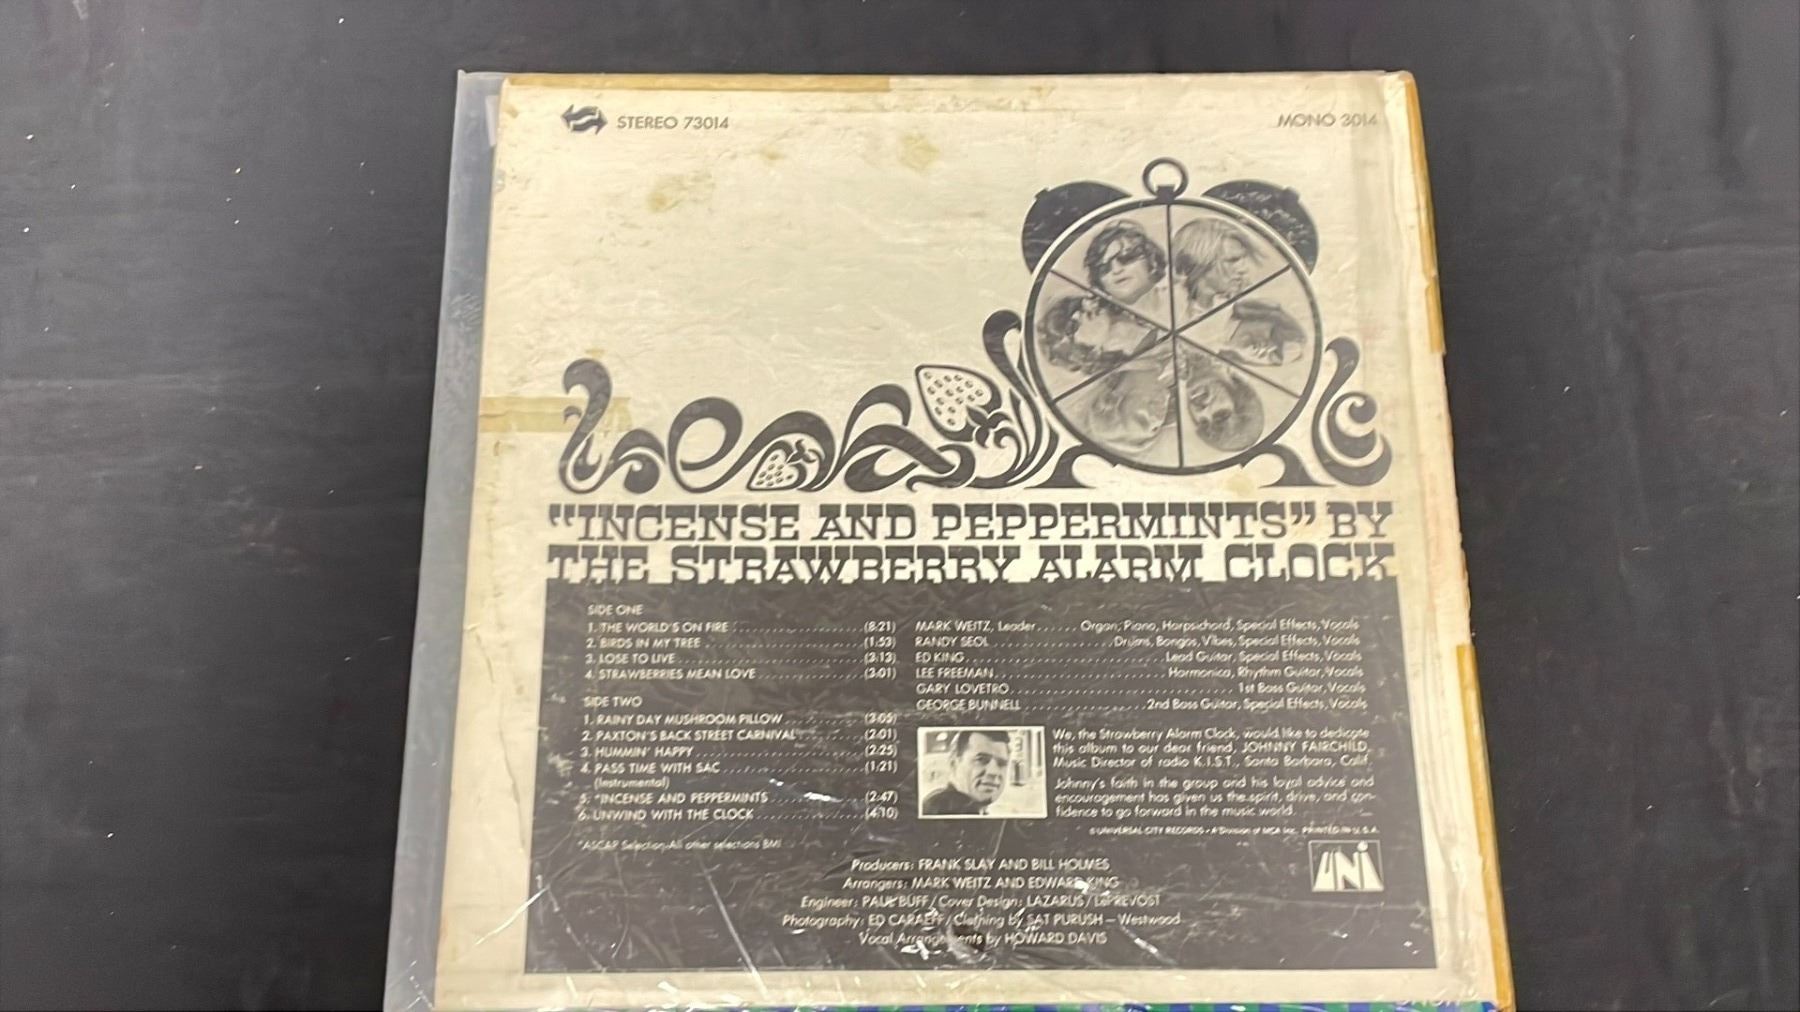 STEREO 73014
MONO 3014
"INCENSE AND PEPPERMINTS" BY
THE STRAWBERRY ALARM CLOCK
SIDE ONE
1. THE WORLD'S ON FIRE (8:21)
2. BIRDS IN MY TREE (1:53)
3. LOSE TO LIVE (3:13)
4. STRAWBERRIES MEAN LOVE (3:01)
SIDE TWO
1. RAINY DAY MUSHROOM PILLOW (3:05)
2. PAXTON'S BACK STREET CARNIVAL (2:01)
3. HUMMIN' HAPPY (2:25)
4. PASS TIME WITH SAC (1:21)
(Instrumental)
5. *INCENSE AND PEPPERMINTS (2:47)
6. UNWIND WITH THE CLOCK (4:10)
*ASCAP Selection-All other selections BMI
MARK WEITZ, Leader Organ, Piano, Harpsichord, Special Effects, Vocals
RANDY SEOL Drums, Bongos, Vibes, Special Effects, Vocals
ED KING Lead Guitar, Special Effects, Vocals
LEE FREEMAN Harmonica, Rhythm Guitar, Vocals
GARY LOVETRO 1st Bass Guitar, Vocals
GEORGE BUNNELL 2nd Bass Guitar, Special Effects, Vocals
We, the Strawberry Alarm Clock, would like to dedicate
this album to our dear friend, JOHNNY FAIRCHILD,
Music Director of radio K.I.S.T., Santa Barbara, Calif.
Johnny's faith in the group and his loyal advice and
encouragement has given us the spirit, drive, and con-
fidence to go forward in the music world.
©UNIVERSAL CITY RECORDS • A Division of MCA Inc. PRINTED IN U.S.A.
UNI
Producers: FRANK SLAY AND BILL HOLMES
Arrangers: MARK WEITZ AND EDWARD KING
Engineer: PAUL BUFF / Cover Design: LAZARUS / LePREVOST
Photography: ED CARAEFF / Clothing by SAT PURUSH – Westwood
Vocal Arrangements by HOWARD DAVIS